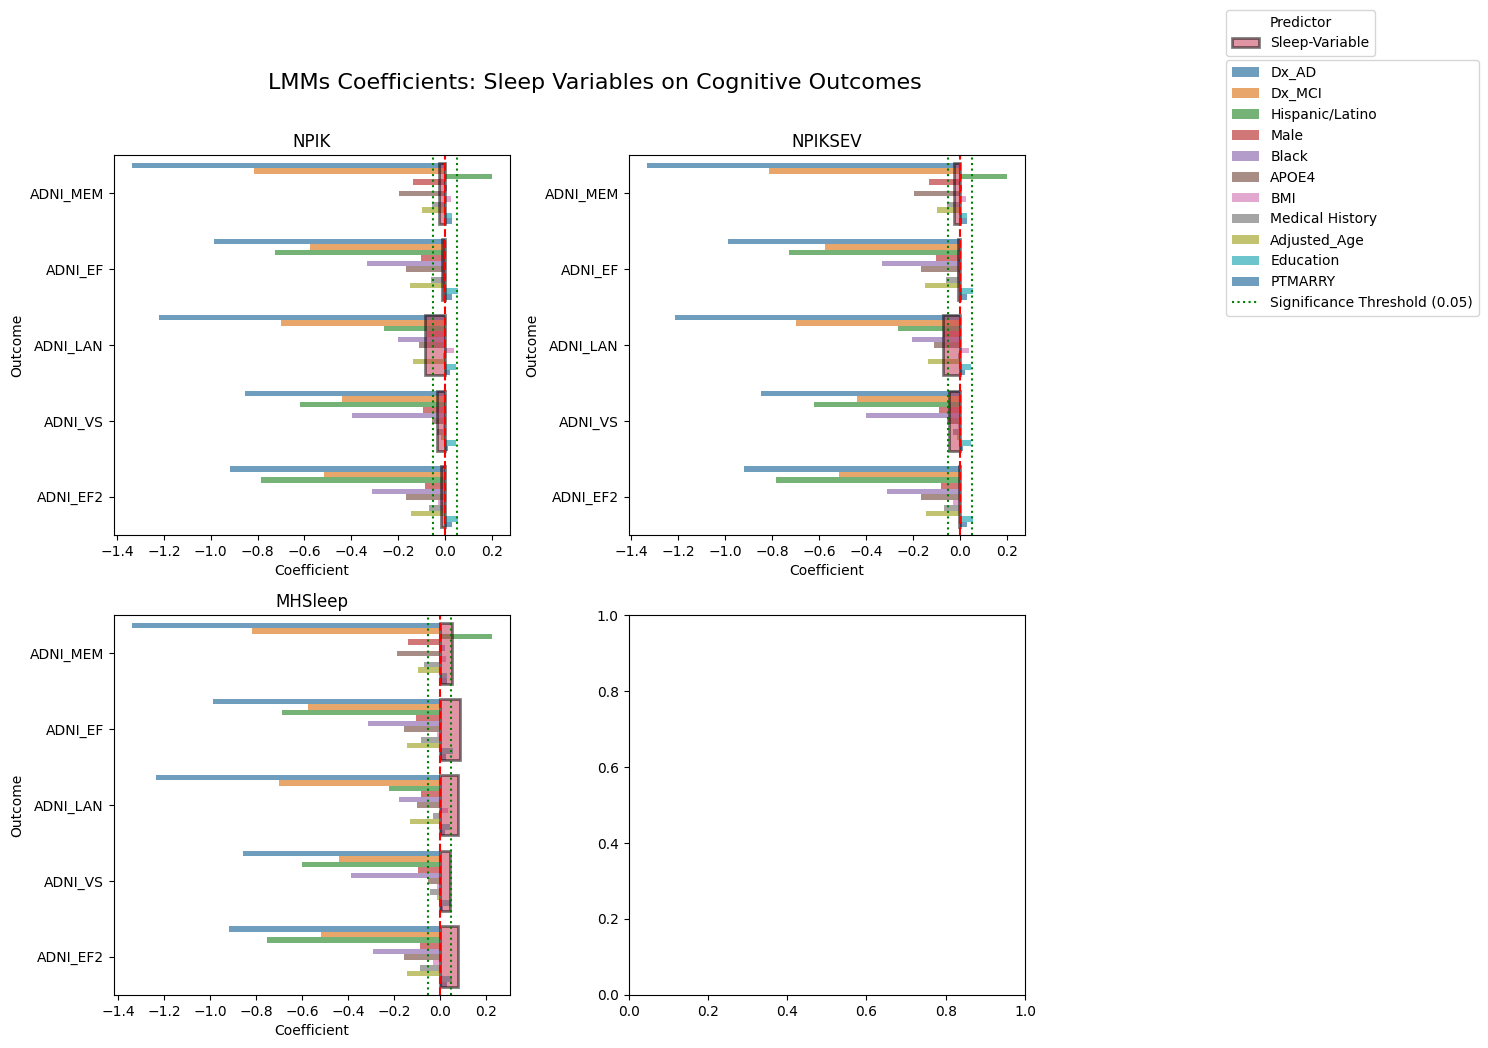 Predictor
Sleep-Variable
LMMs Coefficients: Sleep Variables on Cognitive Outcomes
Dx_AD
Dx_MCI
Hispanic/Latino
Male
Black
APOE4
BMI
Medical History
Adjusted_Age
Education
PTMARRY
Significance Threshold (0.05)
NPIK
Outcome
ADNI_MEM
ADNI_EF
ADNI_LAN
ADNI_VS
ADNI_EF2
−1.4 −1.2 −1.0 −0.8 −0.6 −0.4 −0.2 0.0 0.2
Coefficient
NPIKSEV
Outcome
ADNI_MEM
ADNI_EF
ADNI_LAN
ADNI_VS
ADNI_EF2
−1.4 −1.2 −1.0 −0.8 −0.6 −0.4 −0.2 0.0 0.2
Coefficient
MHSleep
Outcome
ADNI_MEM
ADNI_EF
ADNI_LAN
ADNI_VS
ADNI_EF2
−1.4 −1.2 −1.0 −0.8 −0.6 −0.4 −0.2 0.0 0.2
Coefficient
1.0
0.8
0.6
0.4
0.2
0.0
0.0 0.2 0.4 0.6 0.8 1.0